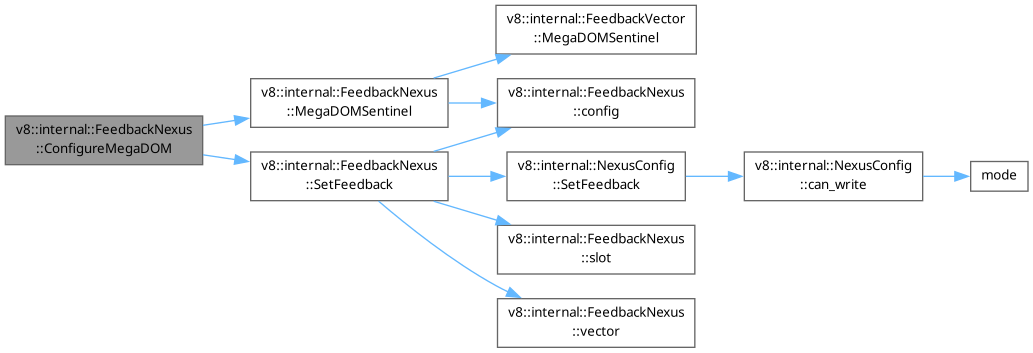 v8::internal::FeedbackNexus
::ConfigureMegaDOM
v8::internal::FeedbackNexus
::MegaDOMSentinel
v8::internal::FeedbackNexus
::SetFeedback
v8::internal::FeedbackVector
::MegaDOMSentinel
v8::internal::FeedbackNexus
::config
v8::internal::NexusConfig
::SetFeedback
v8::internal::FeedbackNexus
::slot
v8::internal::FeedbackNexus
::vector
v8::internal::NexusConfig
::can_write
mode